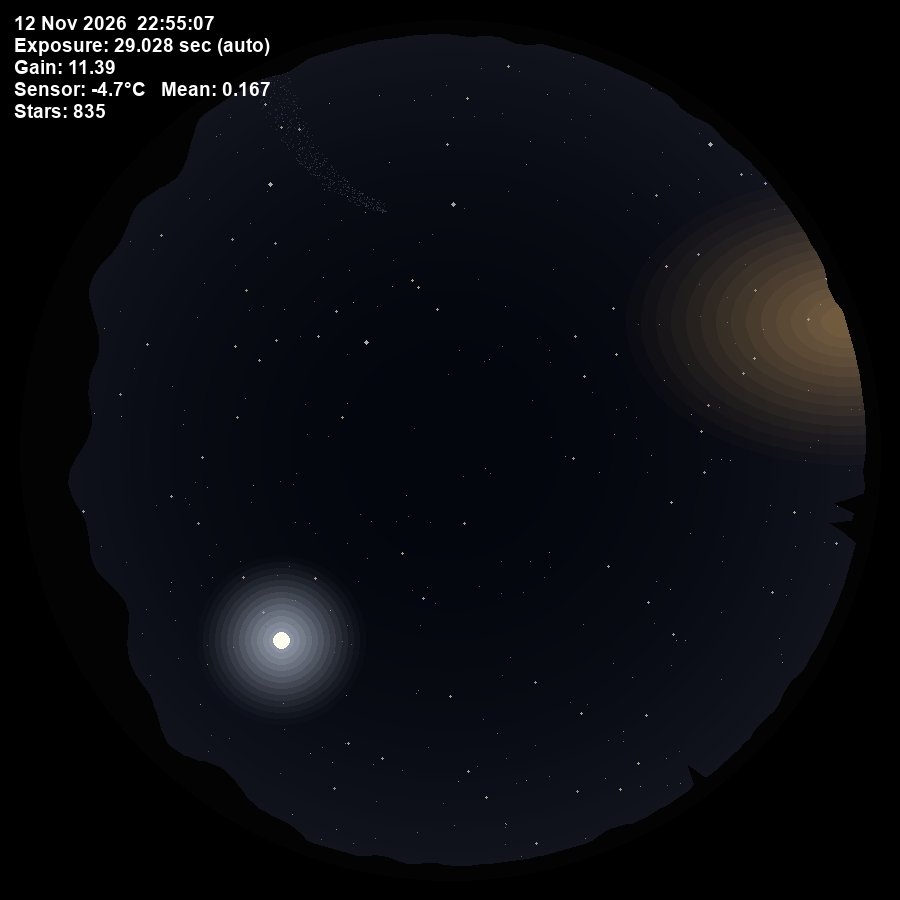 12 Nov 2026  22:55:07
Exposure: 29.028 sec (auto)
Gain: 11.39
Sensor: -4.7°C   Mean: 0.167
Stars: 835